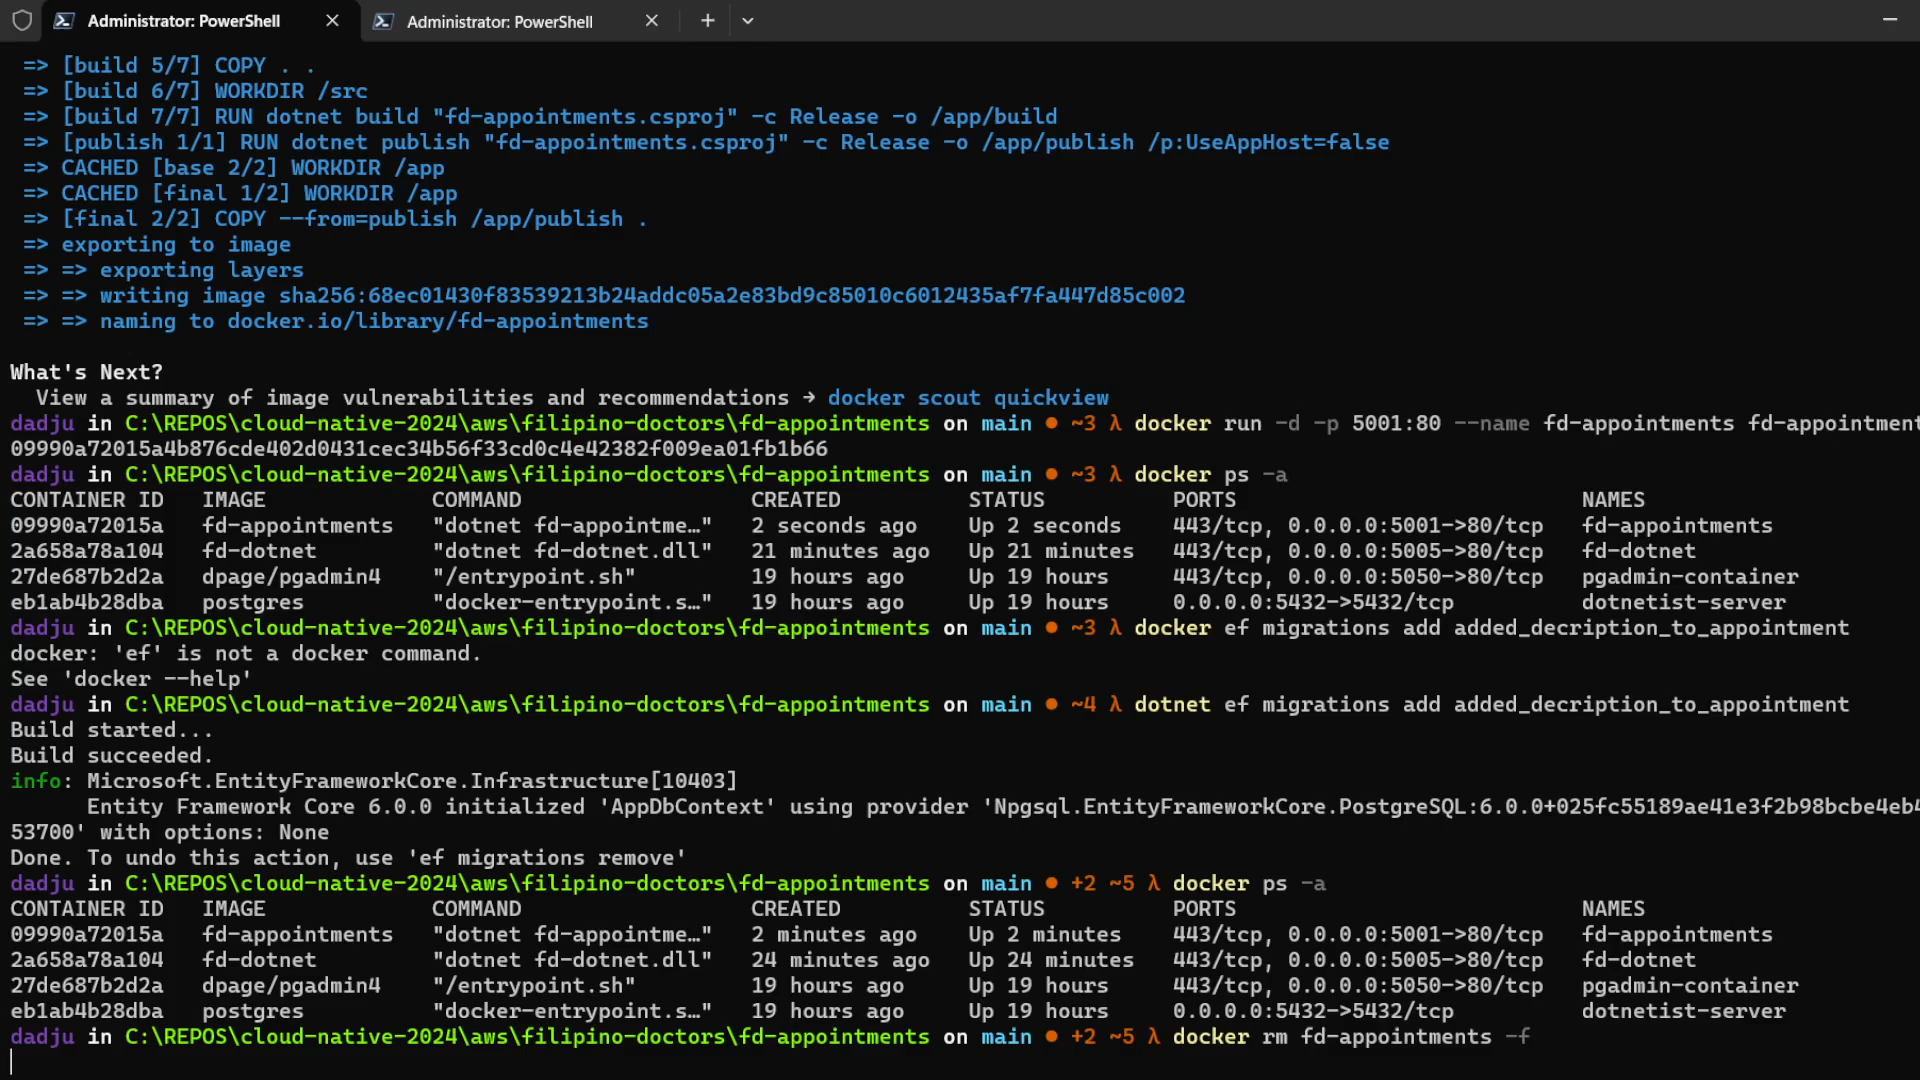 Administrator: PowerShell
Administrator: PowerShell
=> [build 5/7] COPY . .
=> [build 6/7] WORKDIR /src
=> [build 7/7] RUN dotnet build "fd-appointments.csproj" -c Release -o /app/build
=> [publish 1/1] RUN dotnet publish "fd-appointments.csproj" -c Release -o /app/publish /p:UseAppHost=false
=> CACHED [base 2/2] WORKDIR /app
=> CACHED [final 1/2] WORKDIR /app
=> [final 2/2] COPY --from=publish /app/publish .
=> exporting to image
=> => exporting layers
=> => writing image sha256:68ec01430f83539213b24addc05a2e83bd9c85010c6012435af7fa447d85c002
=> => naming to docker.io/library/fd-appointments
What's Next?
View a summary of image vulnerabilities and recommendations → docker scout quickview
dadju in C:\REPOS\cloud-native-2024\aws\filipino-doctors\fd-appointments on main ● ~3 λ docker run -d -p 5001:80 --name fd-appointments fd-appointment
09990a72015a4b876cde402d0431cec34b56f33cd0c4e42382f009ea01fb1b66
dadju in C:\REPOS\cloud-native-2024\aws\filipino-doctors\fd-appointments on main ● ~3 λ docker ps -a
CONTAINER ID IMAGE COMMAND CREATED STATUS PORTS NAMES
09990a72015a fd-appointments "dotnet fd-appointme…" 2 seconds ago Up 2 seconds 443/tcp, 0.0.0.0:5001->80/tcp fd-appointments
2a658a78a104 fd-dotnet "dotnet fd-dotnet.dll" 21 minutes ago Up 21 minutes 443/tcp, 0.0.0.0:5005->80/tcp fd-dotnet
27de687b2d2a dpage/pgadmin4 "/entrypoint.sh" 19 hours ago Up 19 hours 443/tcp, 0.0.0.0:5050->80/tcp pgadmin-container
eb1ab4b28dba postgres "docker-entrypoint.s…" 19 hours ago Up 19 hours 0.0.0.0:5432->5432/tcp dotnetist-server
dadju in C:\REPOS\cloud-native-2024\aws\filipino-doctors\fd-appointments on main ● ~3 λ docker ef migrations add added_decription_to_appointment
docker: 'ef' is not a docker command.
See 'docker --help'
dadju in C:\REPOS\cloud-native-2024\aws\filipino-doctors\fd-appointments on main ● ~4 λ dotnet ef migrations add added_decription_to_appointment
Build started...
Build succeeded.
info: Microsoft.EntityFrameworkCore.Infrastructure[10403]
Entity Framework Core 6.0.0 initialized 'AppDbContext' using provider 'Npgsql.EntityFrameworkCore.PostgreSQL:6.0.0+025fc55189ae41e3f2b98bcbe4eb4
53700' with options: None
Done. To undo this action, use 'ef migrations remove'
dadju in C:\REPOS\cloud-native-2024\aws\filipino-doctors\fd-appointments on main ● +2 ~5 λ docker ps -a
CONTAINER ID IMAGE COMMAND CREATED STATUS PORTS NAMES
09990a72015a fd-appointments "dotnet fd-appointme…" 2 minutes ago Up 2 minutes 443/tcp, 0.0.0.0:5001->80/tcp fd-appointments
2a658a78a104 fd-dotnet "dotnet fd-dotnet.dll" 24 minutes ago Up 24 minutes 443/tcp, 0.0.0.0:5005->80/tcp fd-dotnet
27de687b2d2a dpage/pgadmin4 "/entrypoint.sh" 19 hours ago Up 19 hours 443/tcp, 0.0.0.0:5050->80/tcp pgadmin-container
eb1ab4b28dba postgres "docker-entrypoint.s…" 19 hours ago Up 19 hours 0.0.0.0:5432->5432/tcp dotnetist-server
dadju in C:\REPOS\cloud-native-2024\aws\filipino-doctors\fd-appointments on main ● +2 ~5 λ docker rm fd-appointments -f